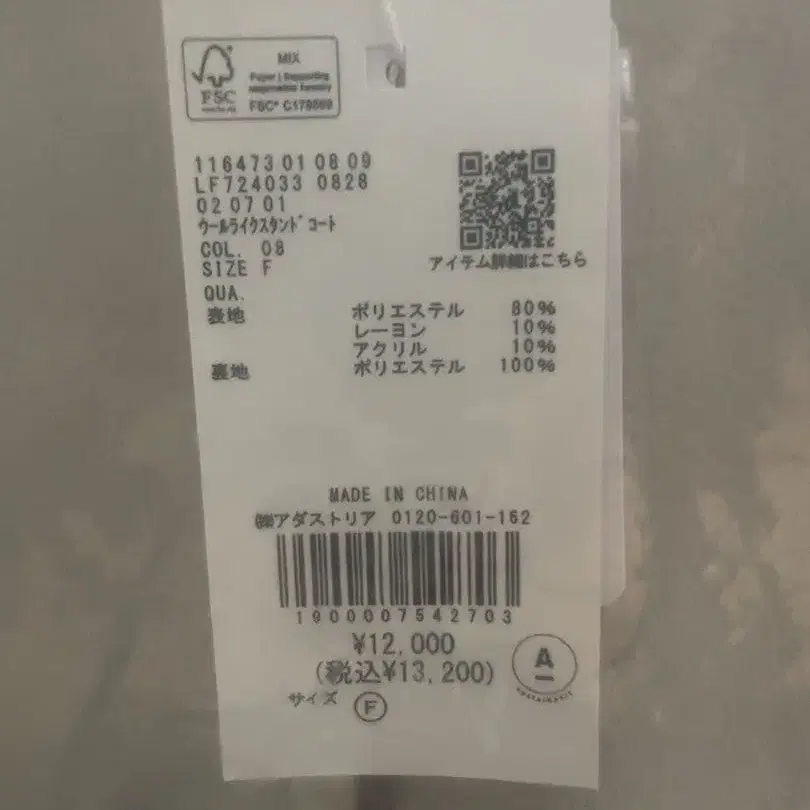 FSC
MIX
Paper | Supporting
responsible forestry
FSC® C178569
116473 01 08 09
LF724033 0828
02 07 01
ウールライクスタンドコート
COL. 08
SIZE F
アイテム詳細はこちら
QUA.
表地 ポリエステル 80%
レーヨン 10%
アクリル 10%
裏地 ポリエステル 100%
MADE IN CHINA
㈱アダストリア 0120-601-162
1900007542703
¥12,000
(税込¥13,200)
サイズ F
A